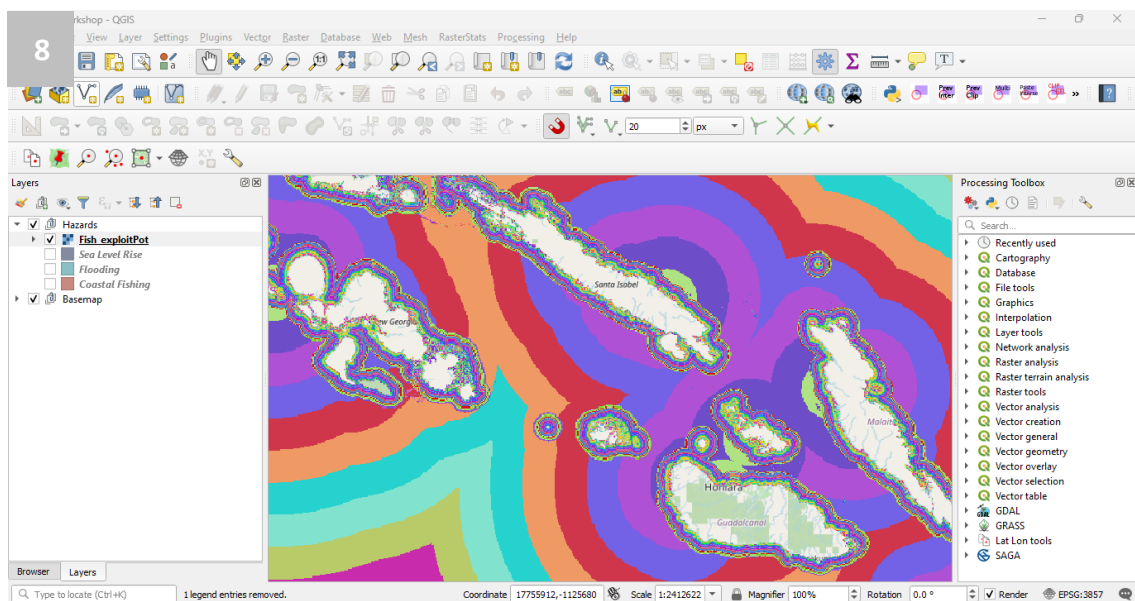 8
rkshop - QGIS
View Layer Settings Plugins Vector Raster Database Web Mesh RasterStats Processing Help
20 px
Layers
Hazards
Fish_exploitPot
Sea Level Rise
Flooding
Coastal Fishing
Basemap
Browser Layers
Santa Isobel
New Georgia
Malaita
Honiara
Guadalcanal
Processing Toolbox
Search...
Recently used
Cartography
Database
File tools
Graphics
Interpolation
Layer tools
Network analysis
Raster analysis
Raster terrain analysis
Raster tools
Vector analysis
Vector creation
Vector general
Vector geometry
Vector overlay
Vector selection
Vector table
GDAL
GRASS
Lat Lon tools
SAGA
Type to locate (Ctrl+K) 1 legend entries removed. Coordinate 17755912,-1125680 Scale 1:2412622 Magnifier 100% Rotation 0.0 ° Render EPSG:3857